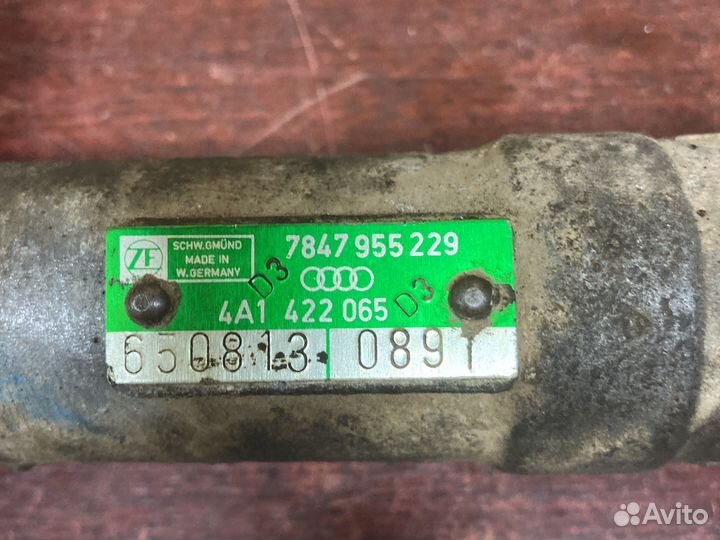 ZF
SCHW.GMÜND
MADE IN
W.GERMANY
7847 955 229
D3
4A1 422 065
D3
650813
0891
Avito